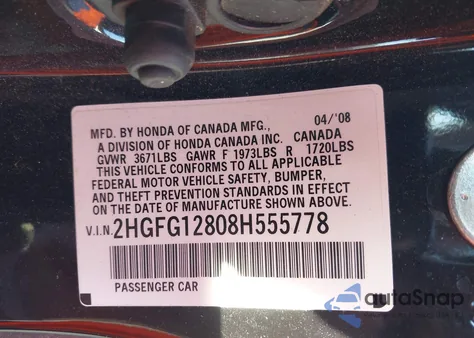 MFD. BY HONDA OF CANADA MFG., 04/'08
A DIVISION OF HONDA CANADA INC. CANADA
GVWR 3671LBS GAWR F 1973LBS R 1720LBS
THIS VEHICLE CONFORMS TO ALL APPLICABLE
FEDERAL MOTOR VEHICLE SAFETY, BUMPER,
AND THEFT PREVENTION STANDARDS IN EFFECT
ON THE DATE OF MANUFACTURE SHOWN ABOVE.
V.I.N. 2HGFG12808H555778
PASSENGER CAR
autoSnap